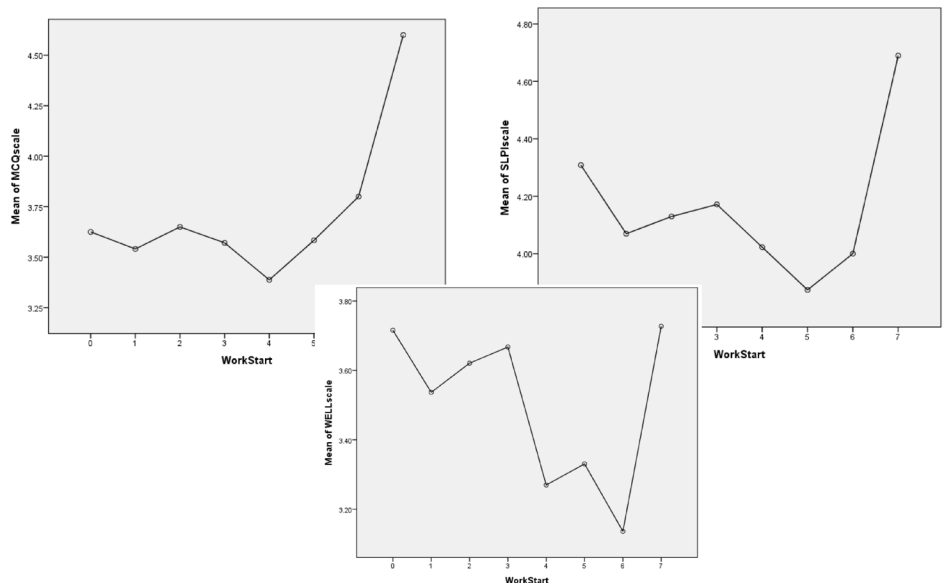 Mean of MCQscale
4.50
4.25
4.00
3.75
3.50
3.25
0 1 2 3 4 5
WorkStart
Mean of SLPIscale
4.80
4.60
4.40
4.20
4.00
3 4 5 6 7
WorkStart
Mean of WELLscale
3.80
3.60
3.40
3.20
0 1 2 3 4 5 6 7
WorkStart